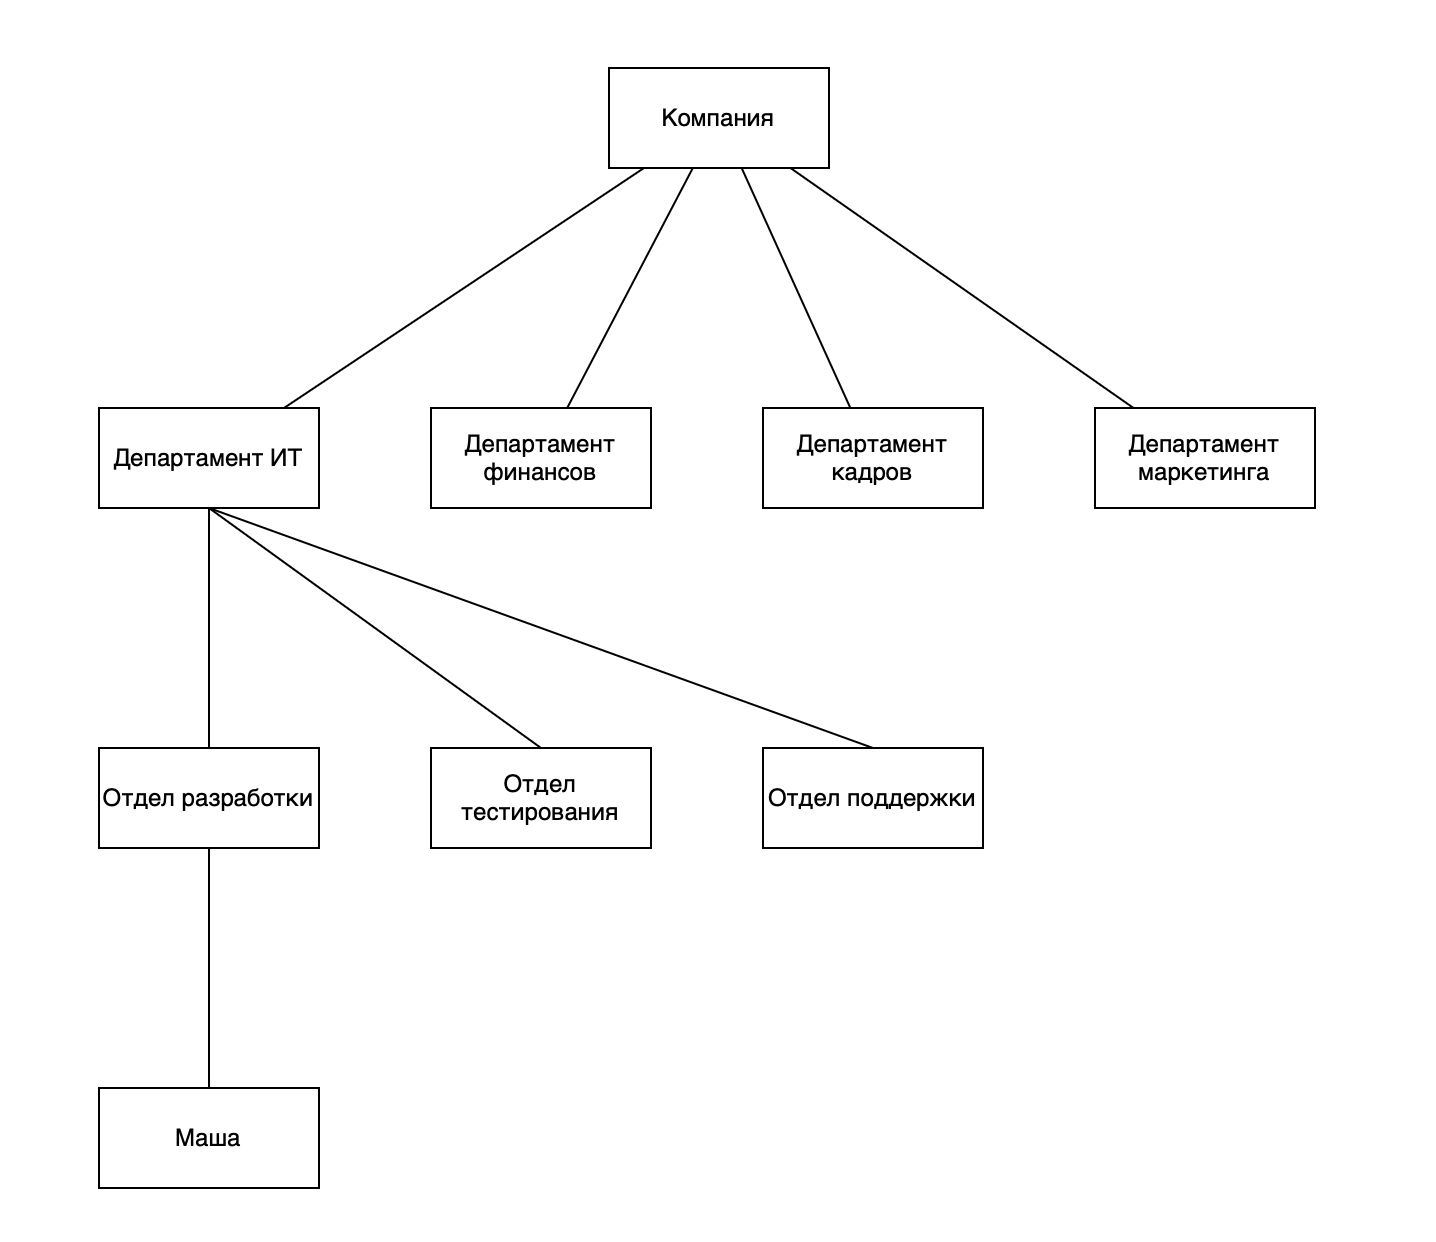 Компания
Департамент ИТ
Департамент
финансов
Департамент
кадров
Департамент
маркетинга
Отдел разработки
Отдел
тестирования
Отдел поддержки
Маша